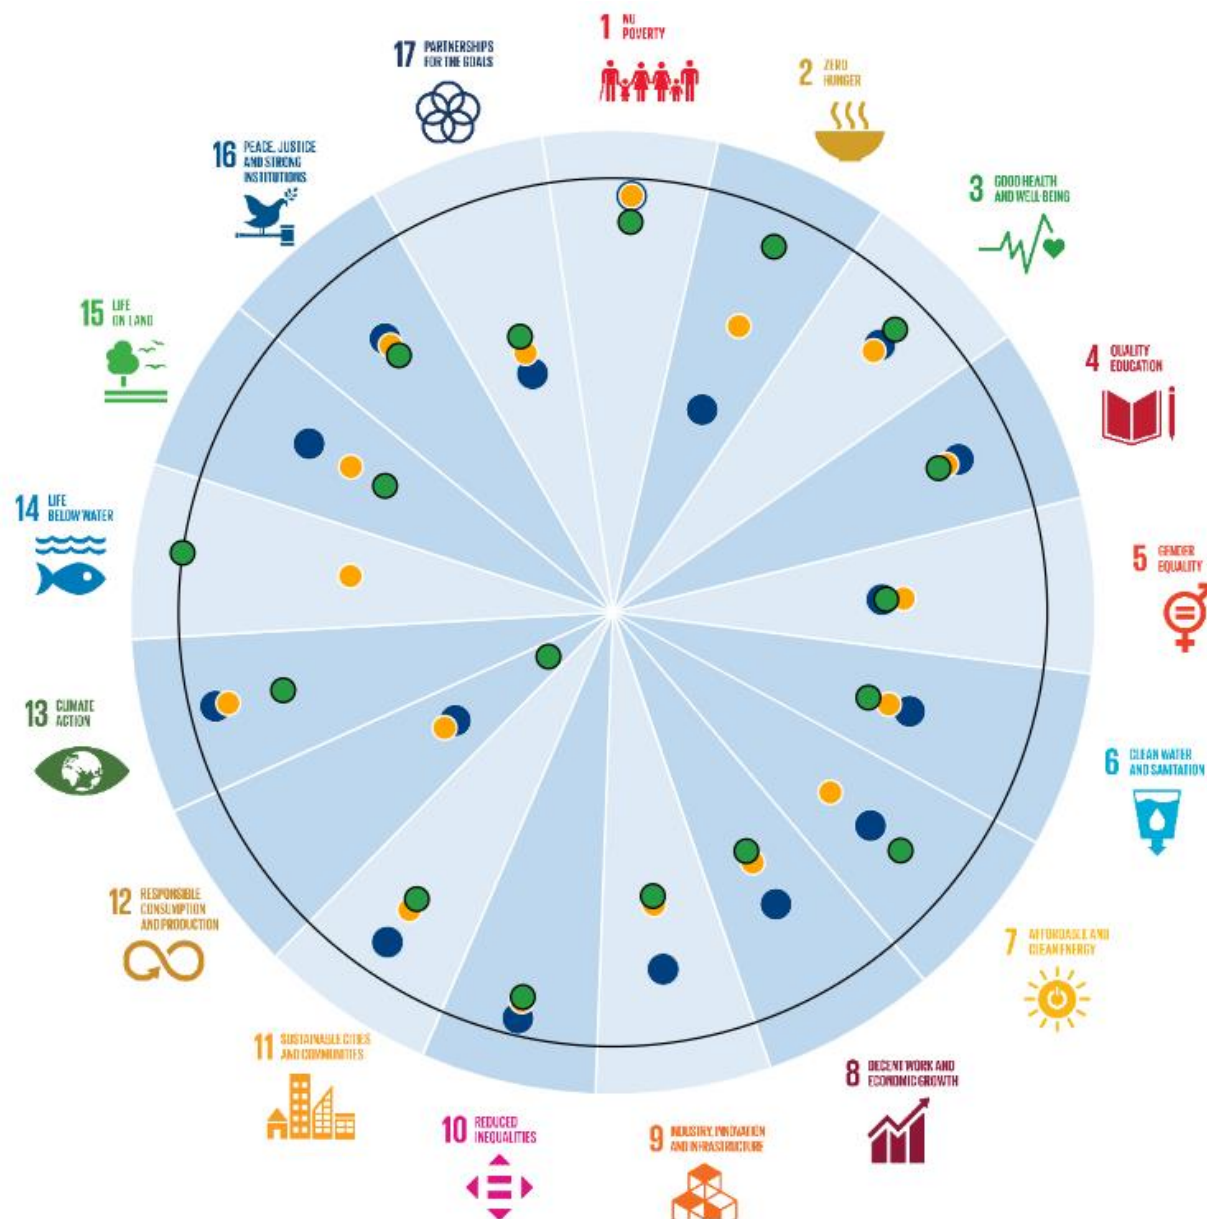 1 NO
POVERTY
2 ZERO
HUNGER
3 GOOD HEALTH
AND WELL-BEING
4 QUALITY
EDUCATION
5 GENDER
EQUALITY
6 CLEAN WATER
AND SANITATION
7 AFFORDABLE AND
CLEAN ENERGY
8 DECENT WORK AND
ECONOMIC GROWTH
9 INDUSTRY, INNOVATION
AND INFRASTRUCTURE
10 REDUCED
INEQUALITIES
11 SUSTAINABLE CITIES
AND COMMUNITIES
12 RESPONSIBLE
CONSUMPTION
AND PRODUCTION
13 CLIMATE
ACTION
14 LIFE
BELOW WATER
15 LIFE
ON LAND
16 PEACE, JUSTICE
AND STRONG
INSTITUTIONS
17 PARTNERSHIPS
FOR THE GOALS